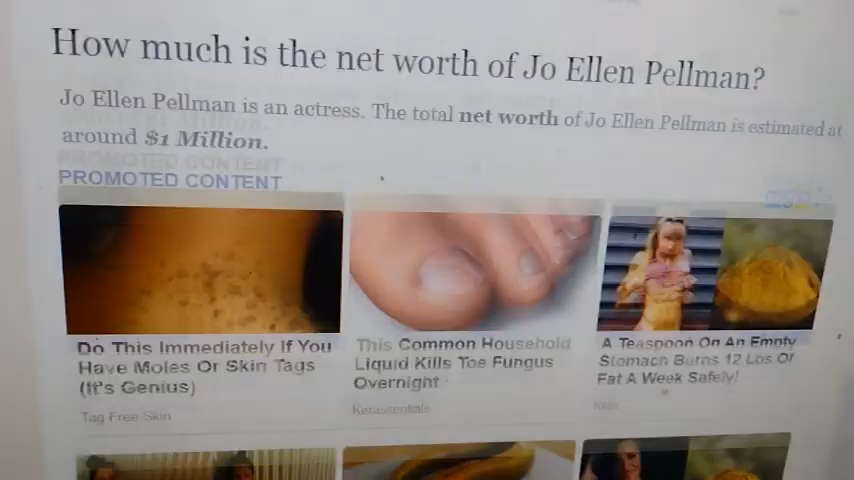 How much is the net worth of Jo Ellen Pellman?
Jo Ellen Pellman is an actress. The total net worth of Jo Ellen Pellman is estimated at
around $1 Million.
PROMOTED CONTENT
Do This Immediately If You
Have Moles Or Skin Tags
(It's Genius)
Tag Free Skin
This Common Household
Liquid Kills Toe Fungus
Overnight
Kerassentials
A Teaspoon On An Empty
Stomach Burns 12 Lbs Of
Fat A Week Safely!